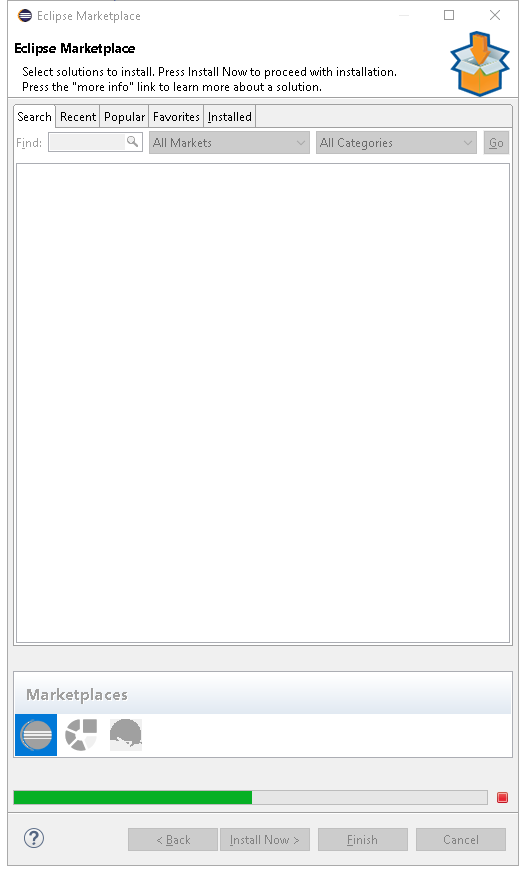 Eclipse Marketplace
Eclipse Marketplace
Select solutions to install. Press Install Now to proceed with installation.
Press the "more info" link to learn more about a solution.
Search Recent Popular Favorites Installed
Find: All Markets All Categories Go
Marketplaces
? < Back Install Now > Finish Cancel